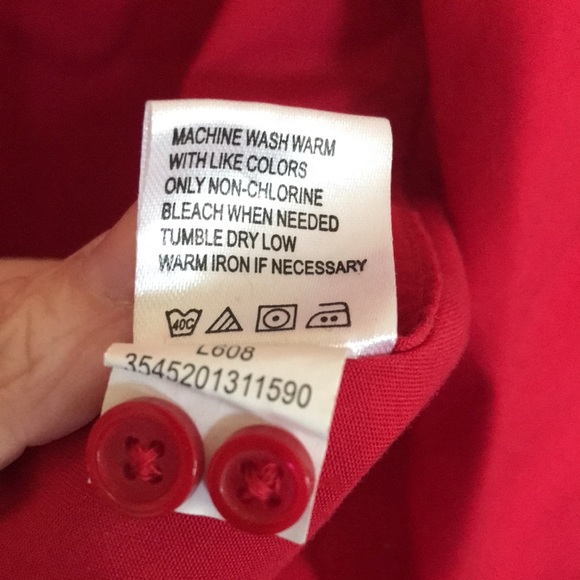 MACHINE WASH WARM
WITH LIKE COLORS
ONLY NON-CHLORINE
BLEACH WHEN NEEDED
TUMBLE DRY LOW
WARM IRON IF NECESSARY
40C
L608
3545201311590